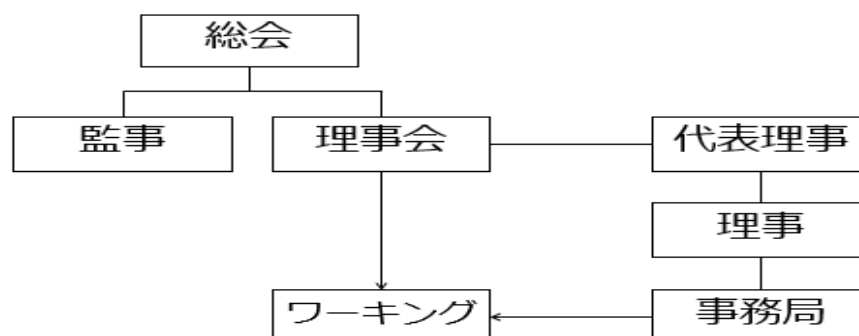 総会
監事
理事会
代表理事
理事
ワーキング
事務局